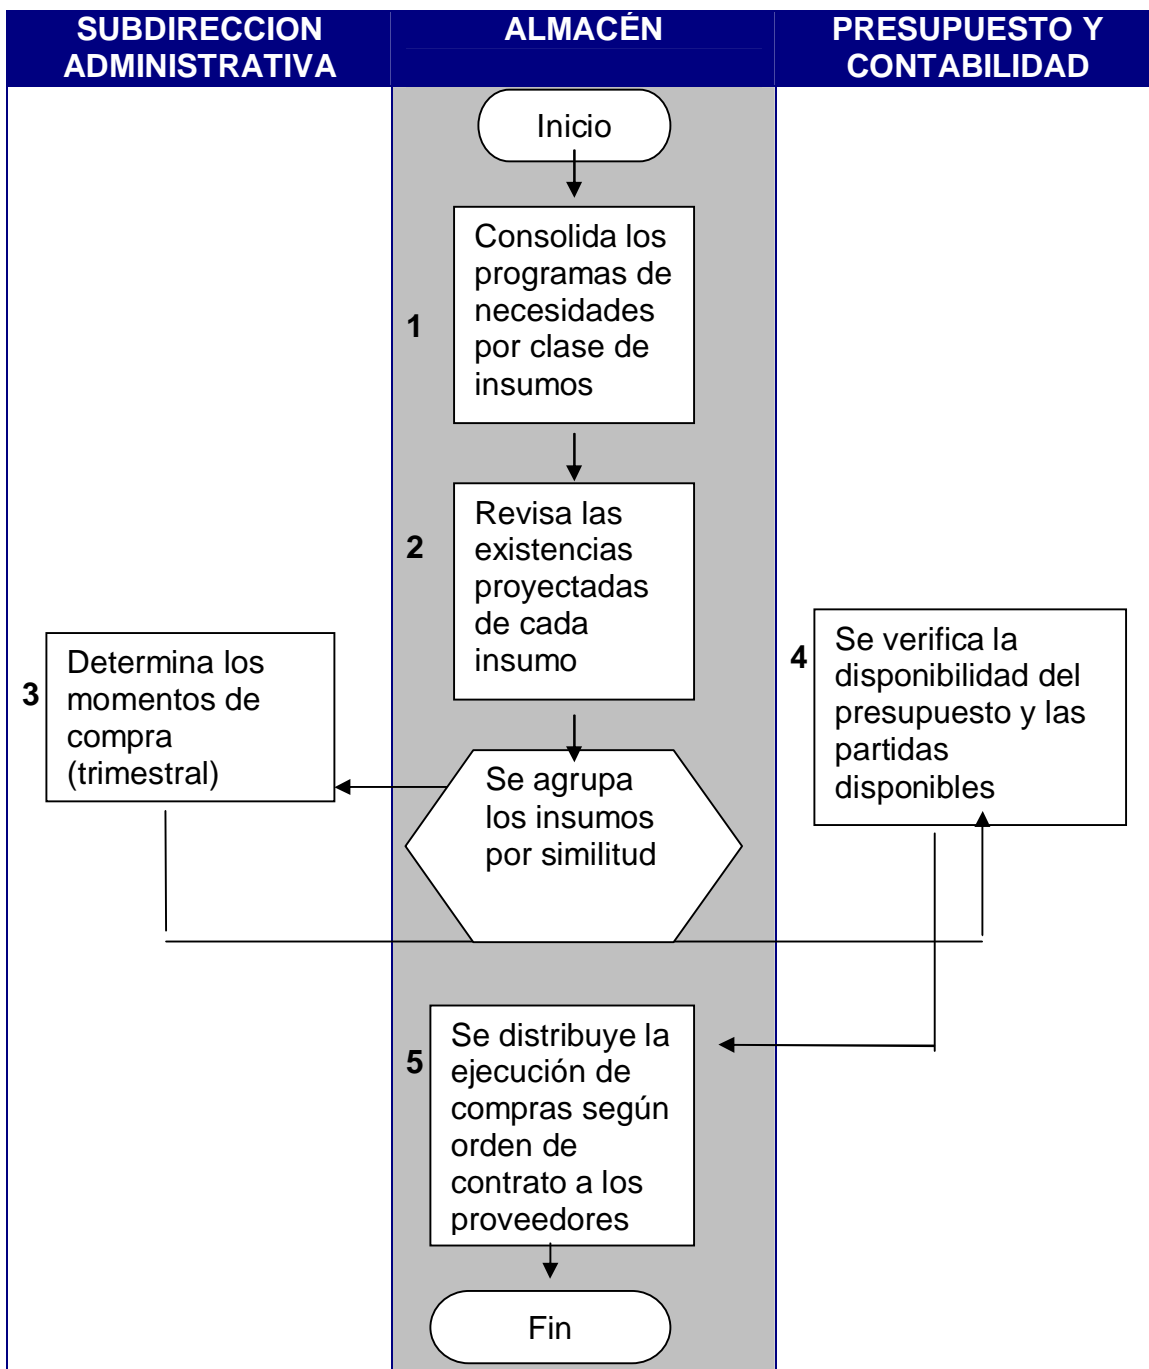 SUBDIRECCION
ADMINISTRATIVA
ALMACÉN
PRESUPUESTO Y
CONTABILIDAD
Inicio
1
Consolida los
programas de
necesidades
por clase de
insumos
2
Revisa las
existencias
proyectadas
de cada
insumo
Se agrupa
los insumos
por similitud
3
Determina los
momentos de
compra
(trimestral)
4
Se verifica la
disponibilidad del
presupuesto y las
partidas
disponibles
5
Se distribuye la
ejecución de
compras según
orden de
contrato a los
proveedores
Fin